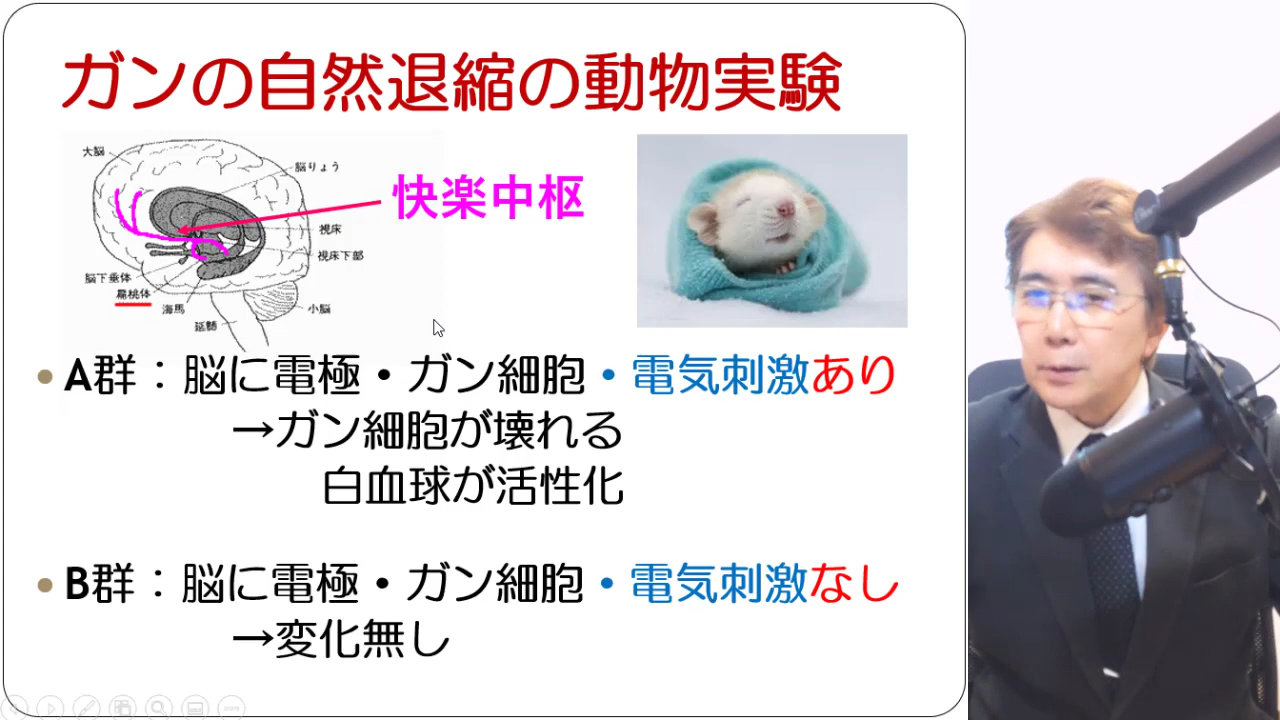 ガンの自然退縮の動物実験
大脳
脳りょう
快楽中枢
視床
視床下部
脳下垂体
扁桃体
海馬
小脳
延髄
A群：脳に電極・ガン細胞・電気刺激あり
→ガン細胞が壊れる
白血球が活性化
B群：脳に電極・ガン細胞・電気刺激なし
→変化無し